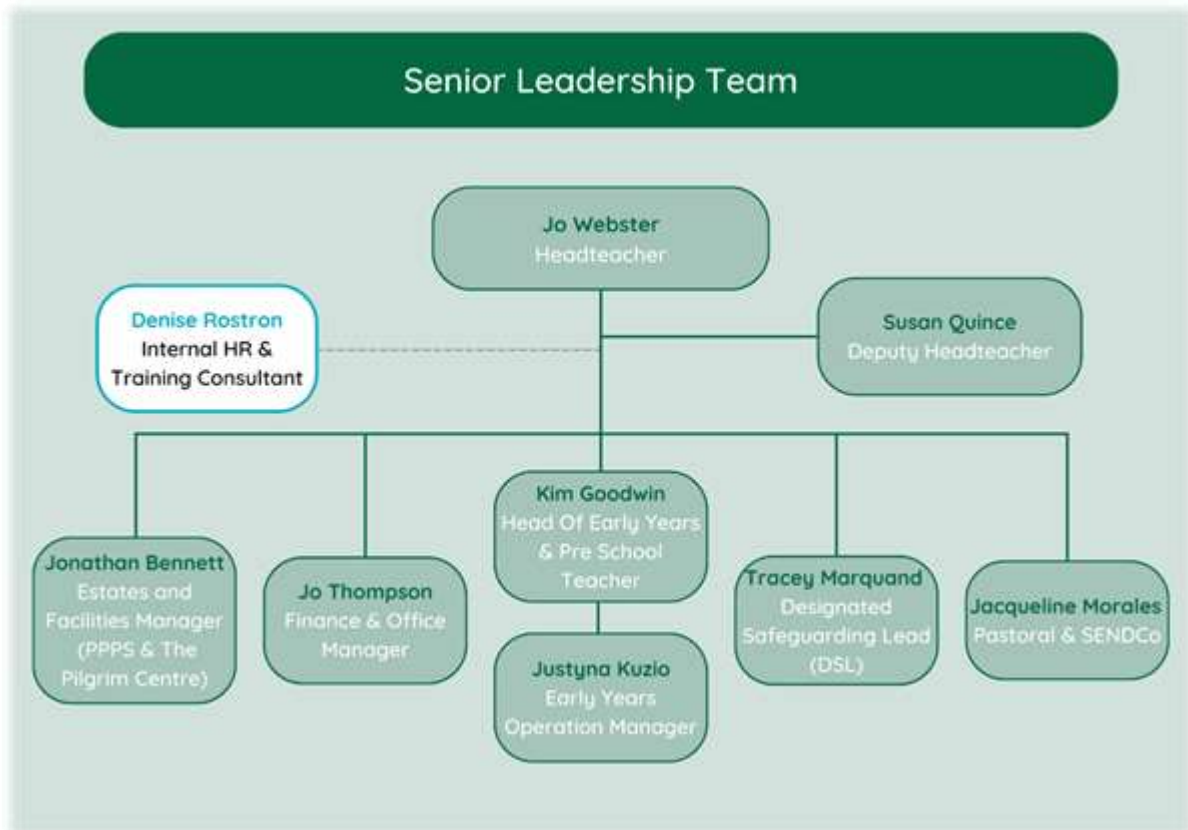 Senior Leadership Team
Jo Webster
Headteacher
Denise Rostron
Internal HR &
Training Consultant
Susan Quince
Deputy Headteacher
Jonathan Bennett
Estates and
Facilities Manager
(PPPS & The
Pilgrim Centre)
Jo Thompson
Finance & Office
Manager
Kim Goodwin
Head Of Early Years
& Pre School
Teacher
Justyna Kuzio
Early Years
Operation Manager
Tracey Marquand
Designated
Safeguarding Lead
(DSL)
Jacqueline Morales
Pastoral & SENDCo